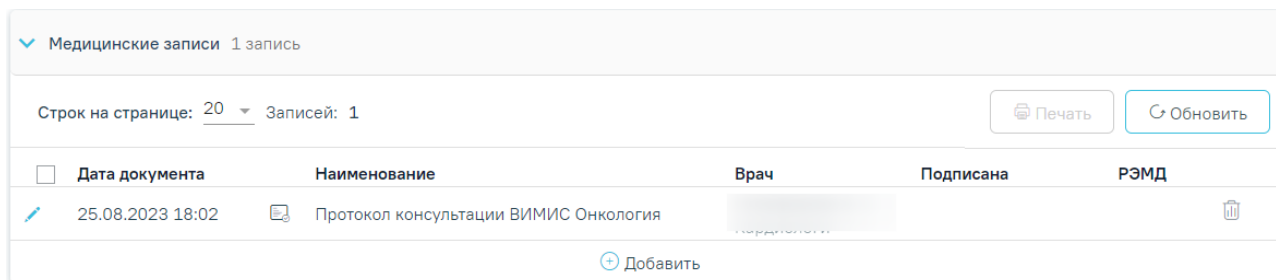 Медицинские записи 1 запись
Строк на странице: 20 Записей: 1 Печать Обновить
Дата документа Наименование Врач Подписана РЭМД
25.08.2023 18:02 Протокол консультации ВИМИС Онкология
Добавить